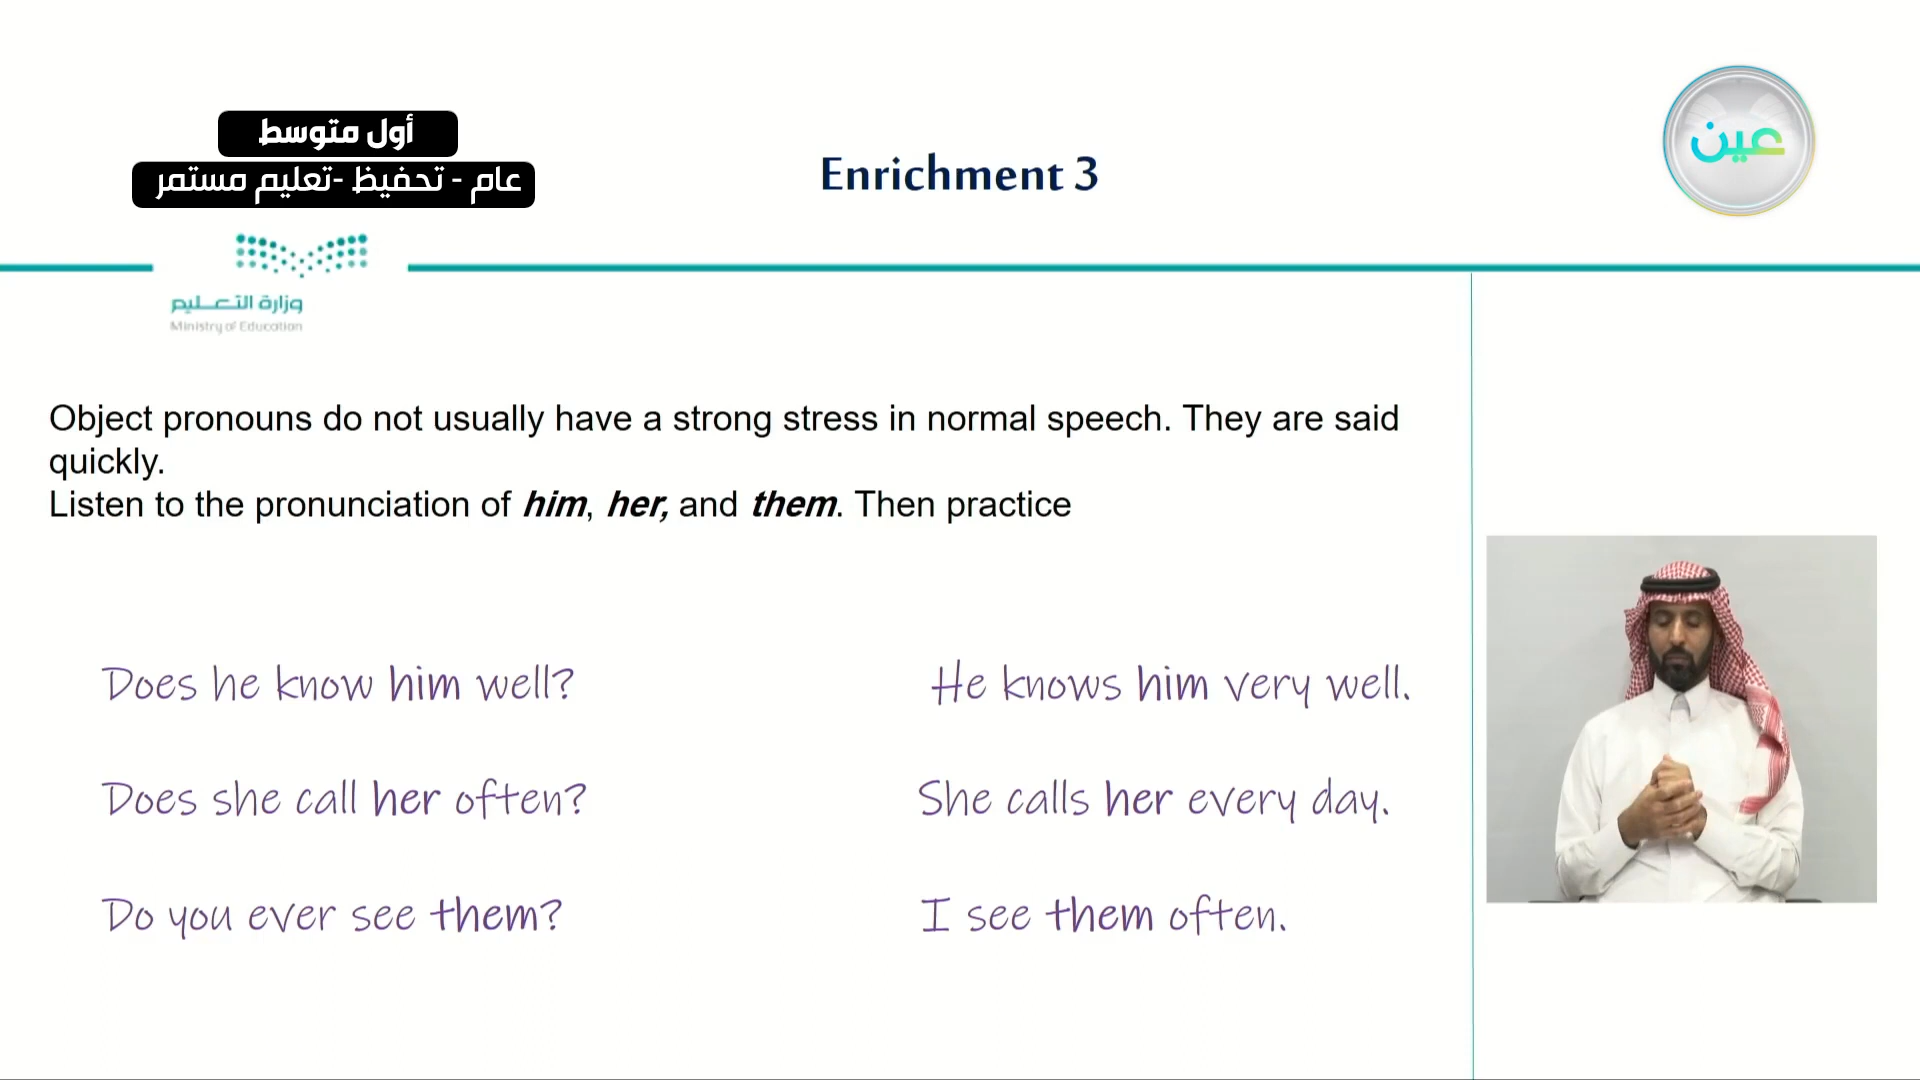 أول متوسط
عام - تحفيظ -تعليم مستمر
Enrichment 3
عين
وزارة التعليم
Ministry of Education
Object pronouns do not usually have a strong stress in normal speech. They are said
quickly.
Listen to the pronunciation of him, her, and them. Then practice
Does he know him well?
He knows him very well.
Does she call her often?
She calls her every day.
Do you ever see them?
I see them often.